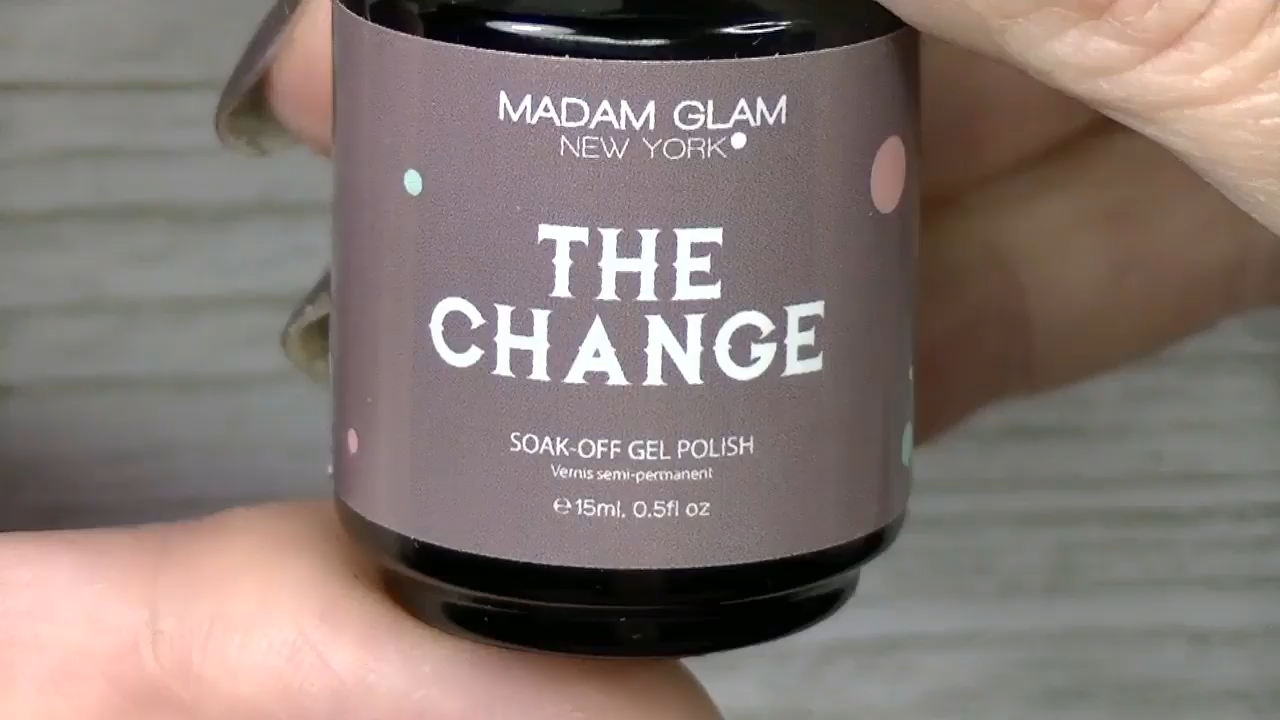 MADAM GLAM
NEW YORK
THE
CHANGE
SOAK-OFF GEL POLISH
Vernis semi-permanent
℮15ml. 0.5fl oz